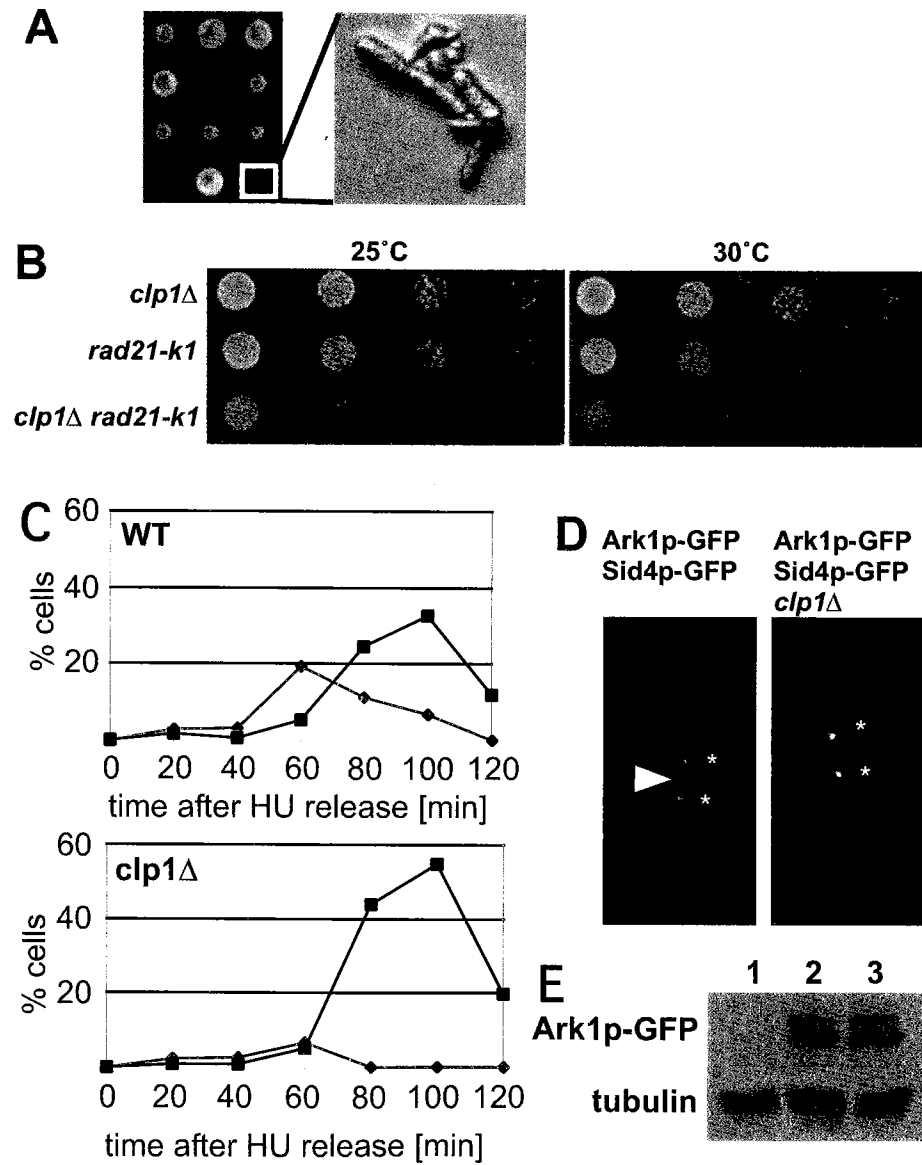 A
B
25°C
30°C
clp1Δ
rad21-k1
clp1Δ rad21-k1
C
WT
% cells
60
40
20
0 20 40 60 80 100 120
time after HU release [min]
clp1Δ
% cells
60
40
20
0 20 40 60 80 100 120
time after HU release [min]
D
Ark1p-GFP
Sid4p-GFP
Ark1p-GFP
Sid4p-GFP
clp1Δ
*
*
*
*
E
1 2 3
Ark1p-GFP
tubulin